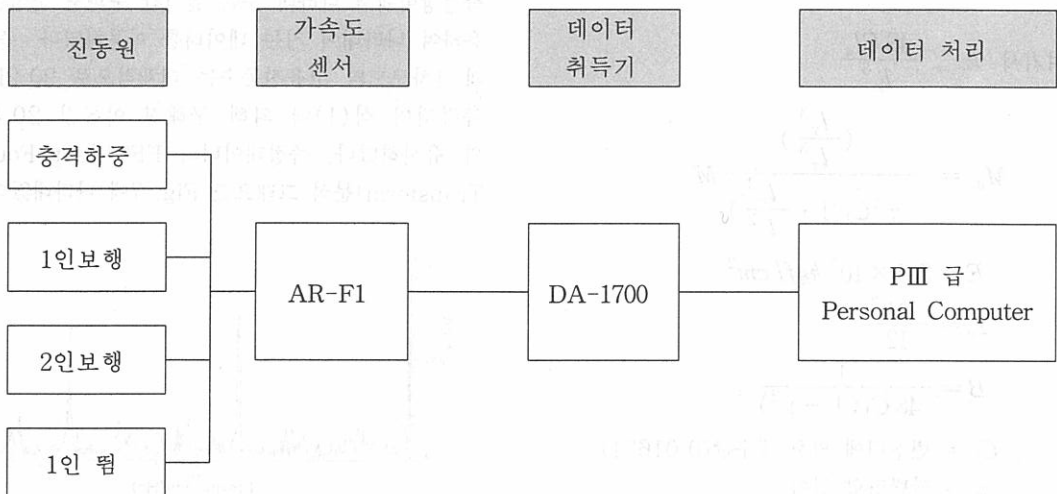 진동원
가속도
센서
데이터
취득기
데이터 처리
충격하중
1인보행
2인보행
1인 뜀
AR-F1
DA-1700
PⅢ 급
Personal Computer